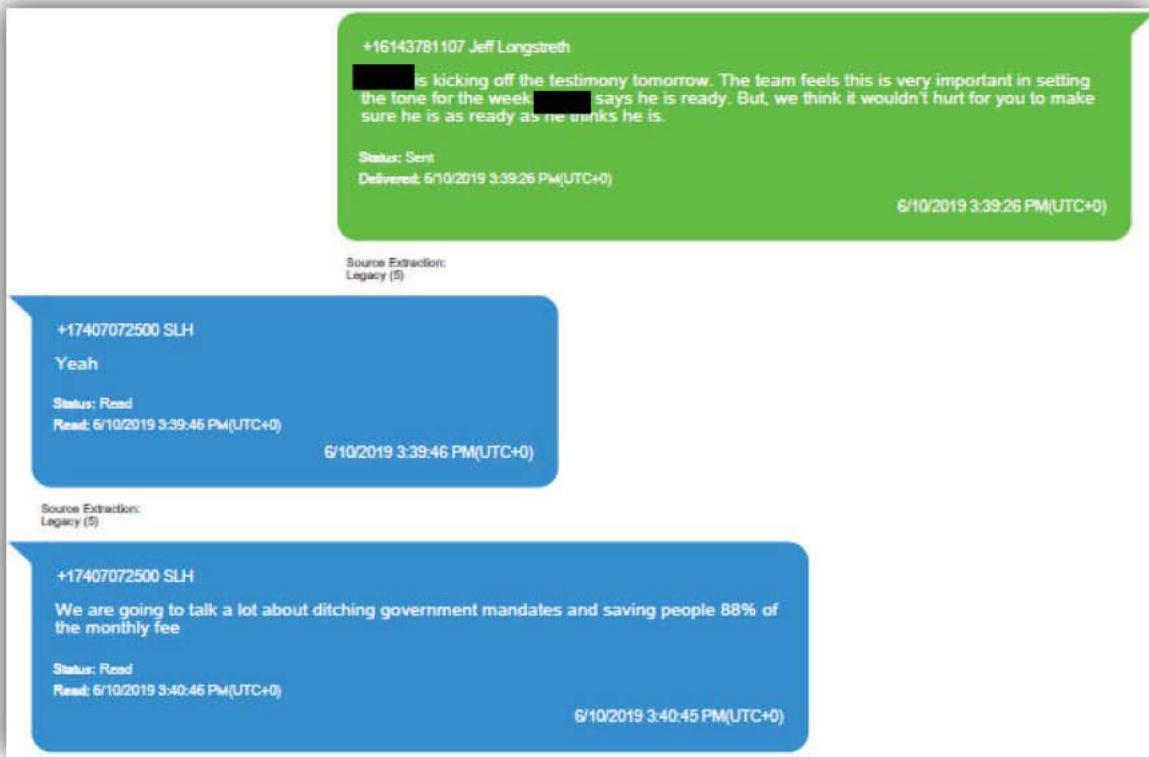 +16143781107 Jeff Longstreth
is kicking off the testimony tomorrow. The team feels this is very important in setting
the tone for the week. says he is ready. But, we think it wouldn't hurt for you to make
sure he is as ready as he thinks he is.
Status: Sent
Delivered: 6/10/2019 3:39:26 PM(UTC+0)
6/10/2019 3:39:26 PM(UTC+0)
Source Extraction:
Legacy (5)
+17407072500 SLH
Yeah
Status: Read
Read: 6/10/2019 3:39:46 PM(UTC+0)
6/10/2019 3:39:46 PM(UTC+0)
Source Extraction:
Legacy (5)
+17407072500 SLH
We are going to talk a lot about ditching government mandates and saving people 88% of
the monthly fee
Status: Read
Read: 6/10/2019 3:40:46 PM(UTC+0)
6/10/2019 3:40:45 PM(UTC+0)